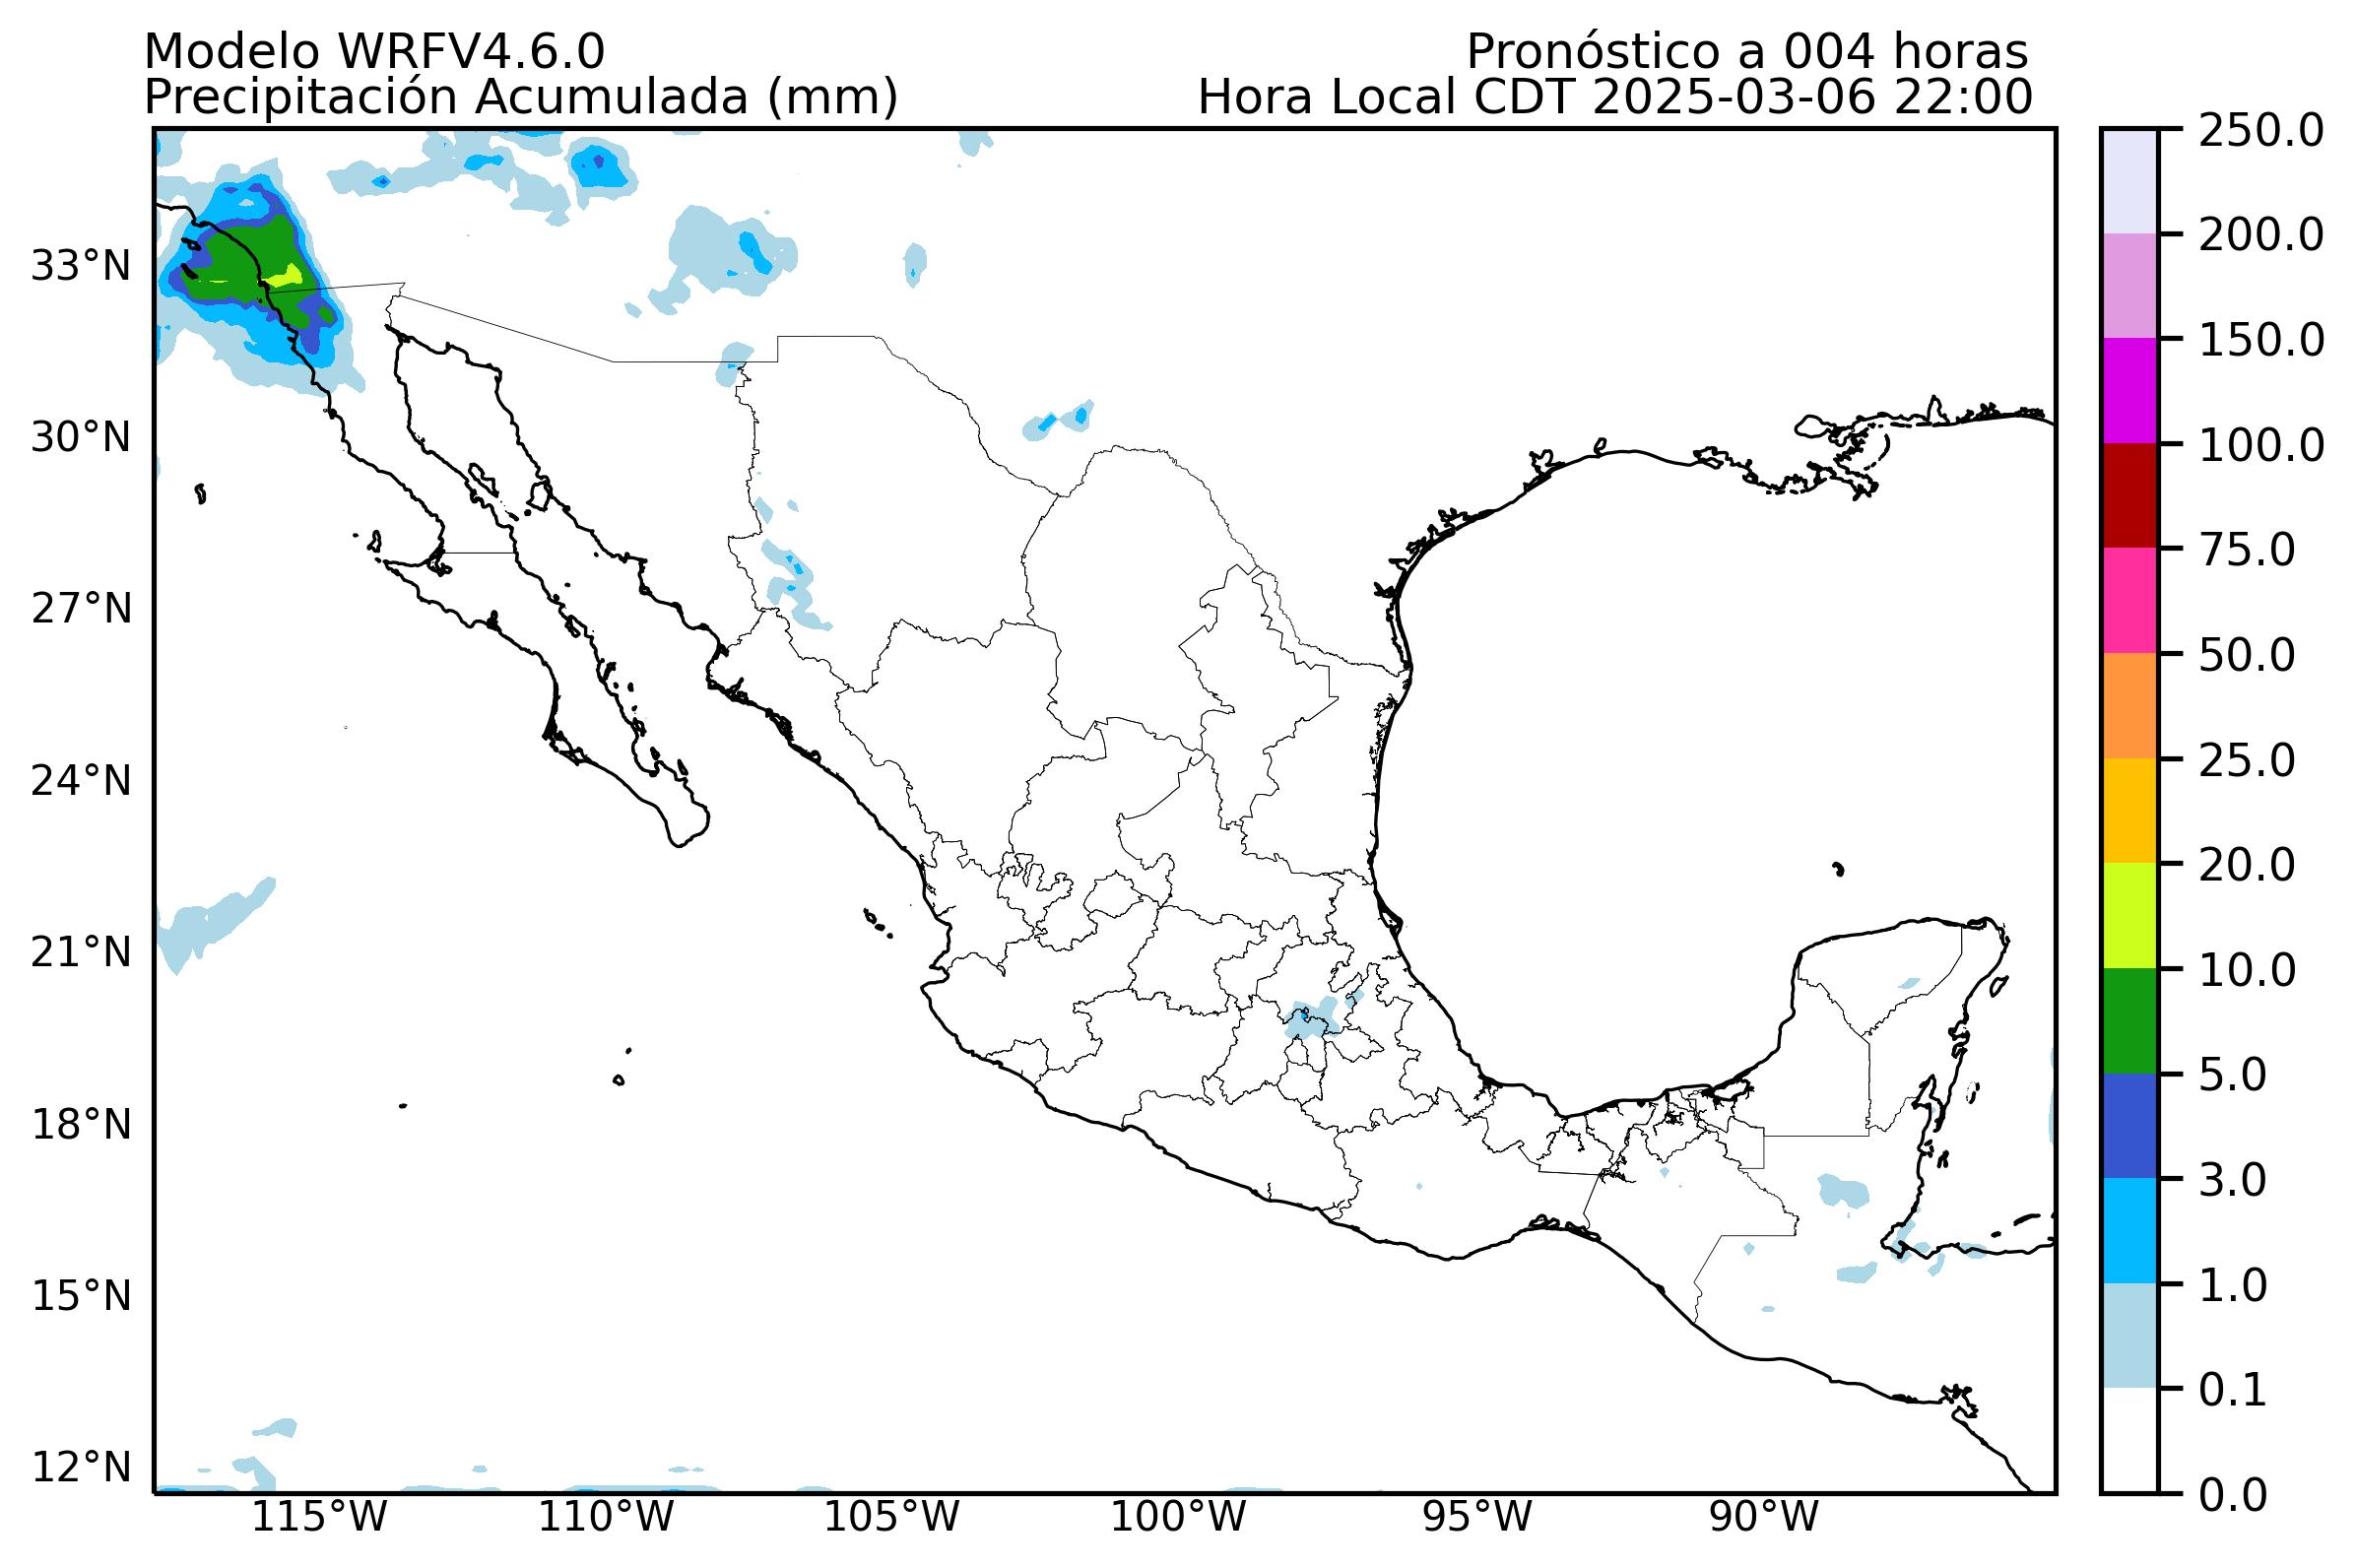 Modelo WRFV4.6.0
Pronóstico a 004 horas
Precipitación Acumulada (mm)
Hora Local CDT 2025-03-06 22:00
33°N
30°N
27°N
24°N
21°N
18°N
15°N
12°N
115°W
110°W
105°W
100°W
95°W
90°W
250.0
200.0
150.0
100.0
75.0
50.0
25.0
20.0
10.0
5.0
3.0
1.0
0.1
0.0